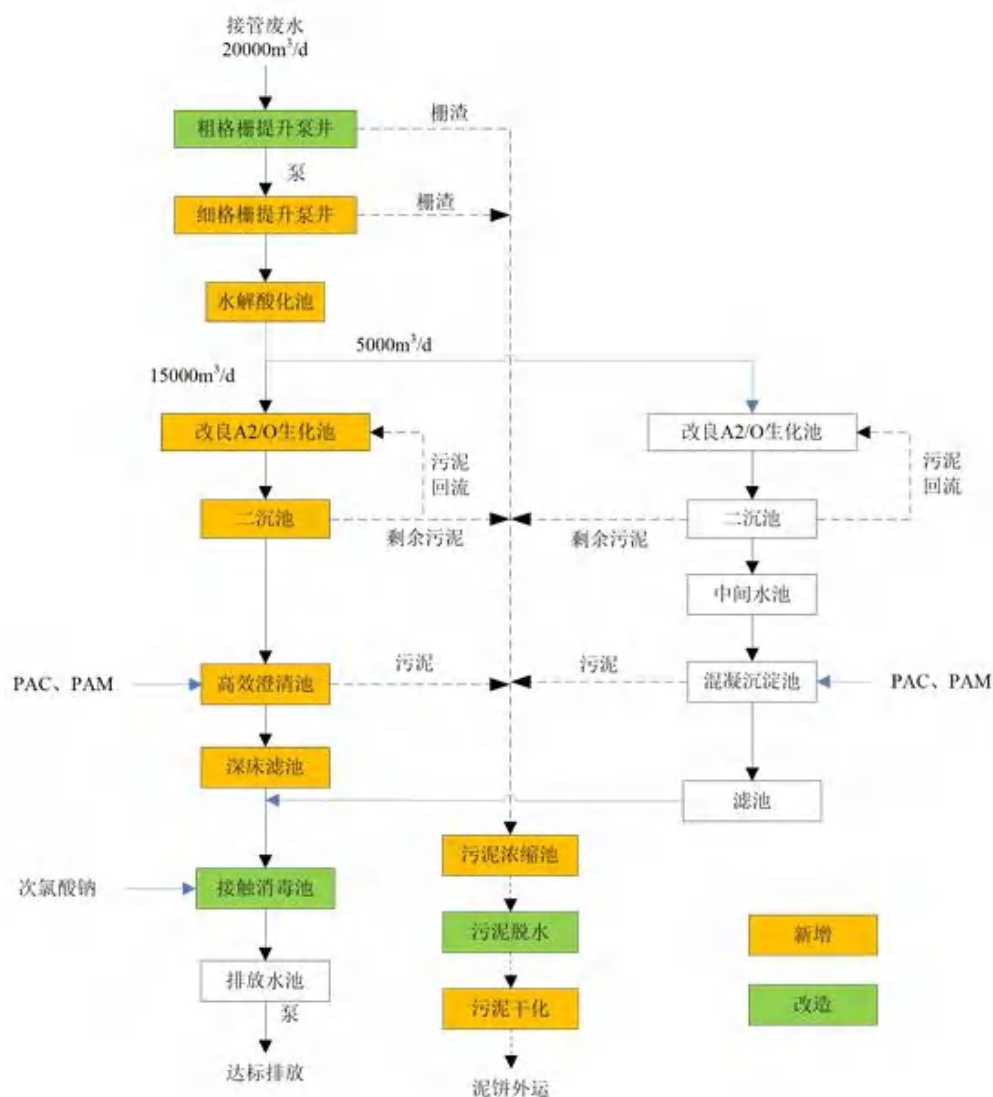 接管废水
20000m³/d
粗格栅提升泵井
栅渣
泵
细格栅提升泵井
栅渣
水解酸化池
5000m³/d
15000m³/d
改良A2/O生化池
污泥
回流
改良A2/O生化池
污泥
回流
二沉池
剩余污泥
剩余污泥
二沉池
中间水池
PAC、PAM
高效澄清池
污泥
污泥
混凝沉淀池
PAC、PAM
深床滤池
滤池
污泥浓缩池
次氯酸钠
接触消毒池
污泥脱水
新增
排放水池
泵
污泥干化
改造
达标排放
泥饼外运